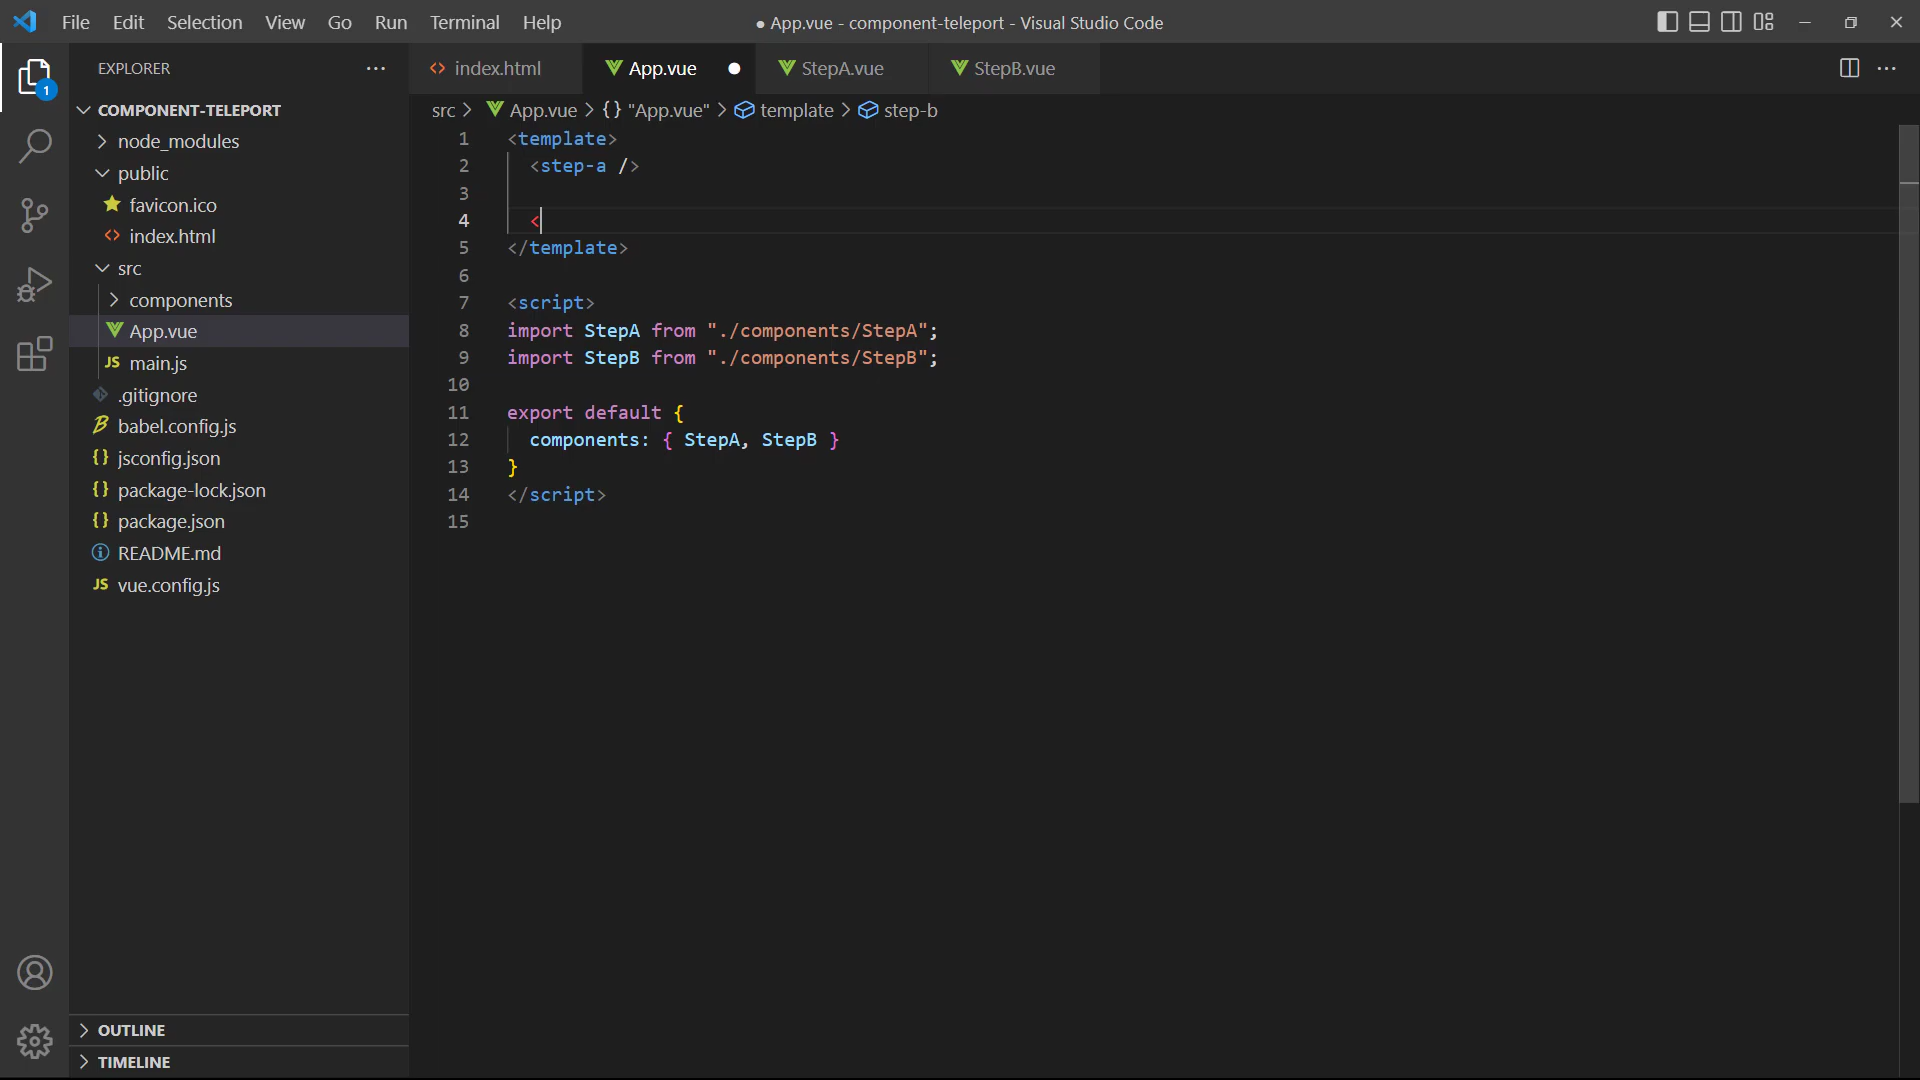 File Edit Selection View Go Run Terminal Help
● App.vue - component-teleport - Visual Studio Code
EXPLORER
1
COMPONENT-TELEPORT
node_modules
public
favicon.ico
<> index.html
src
components
App.vue
JS main.js
.gitignore
babel.config.js
{} jsconfig.json
{} package-lock.json
{} package.json
README.md
JS vue.config.js
OUTLINE
TIMELINE
<> index.html App.vue ● StepA.vue StepB.vue
src > App.vue > {} "App.vue" > template > step-b
1 <template>
2 <step-a />
3
4 <
5 </template>
6
7 <script>
8 import StepA from "./components/StepA";
9 import StepB from "./components/StepB";
10
11 export default {
12 components: { StepA, StepB }
13 }
14 </script>
15